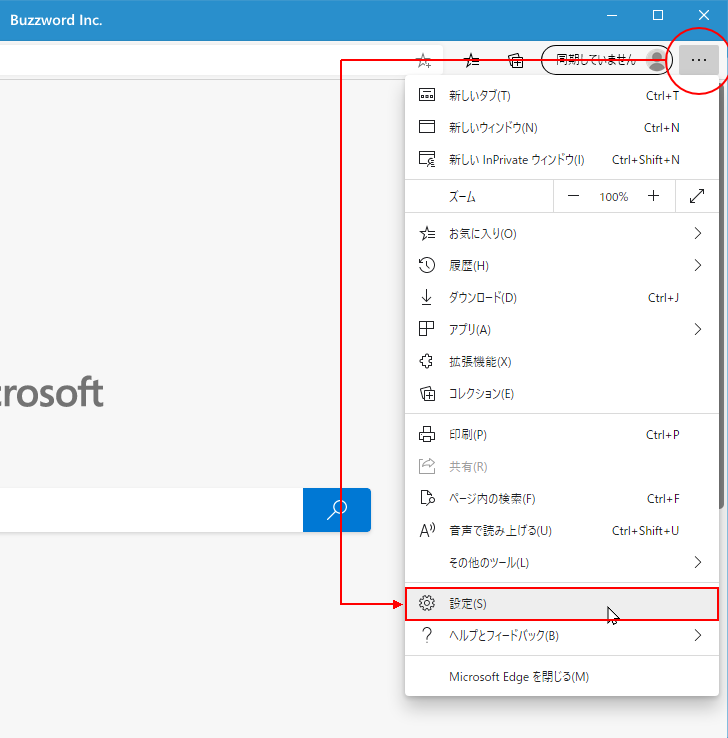 Buzzword Inc.
同期していません
新しいタブ(T) Ctrl+T
新しいウィンドウ(N) Ctrl+N
新しい InPrivate ウィンドウ(I) Ctrl+Shift+N
ズーム 100%
お気に入り(O)
履歴(H)
ダウンロード(D) Ctrl+J
アプリ(A)
拡張機能(X)
コレクション(E)
crosoft
印刷(P) Ctrl+P
共有(R)
ページ内の検索(F) Ctrl+F
音声で読み上げる(U) Ctrl+Shift+U
その他のツール(L)
設定(S)
ヘルプとフィードバック(B)
Microsoft Edge を閉じる(M)